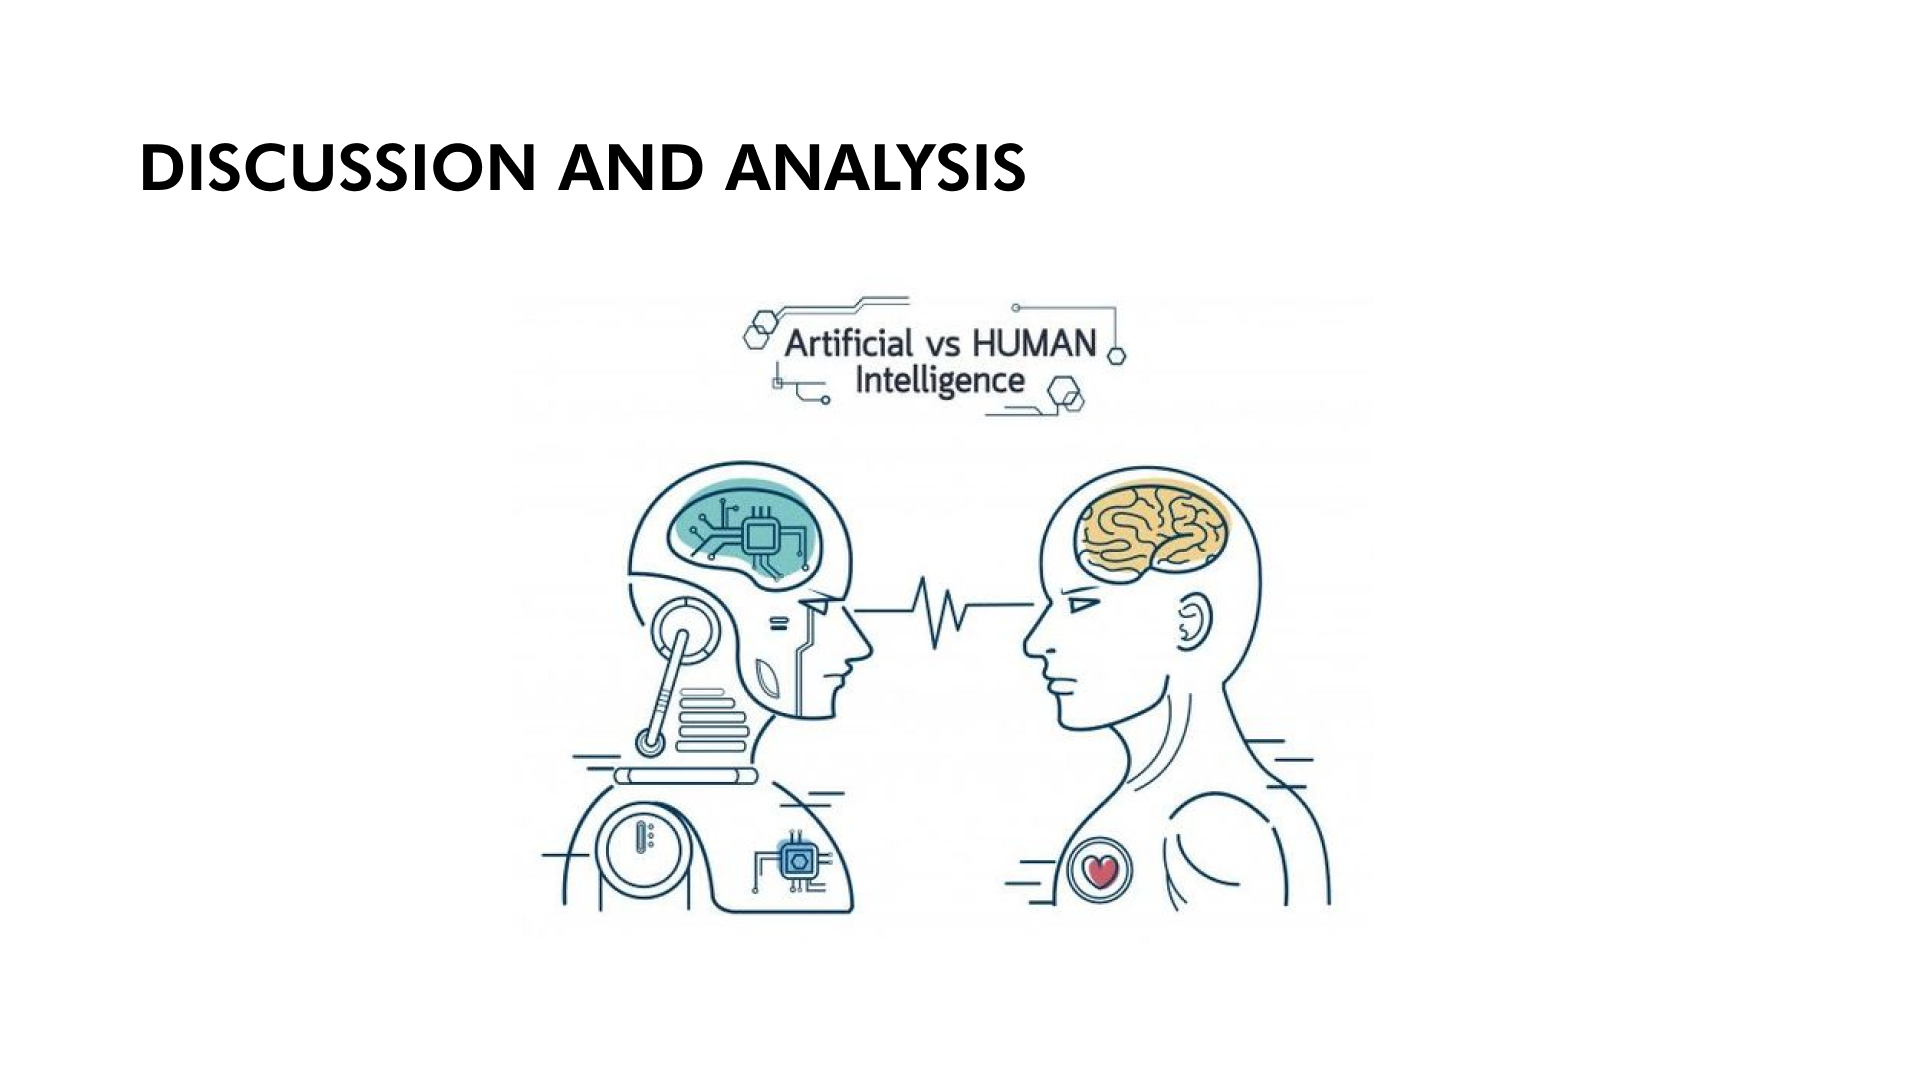 DISCUSSION AND ANALYSIS
Artificial vs HUMAN
Intelligence